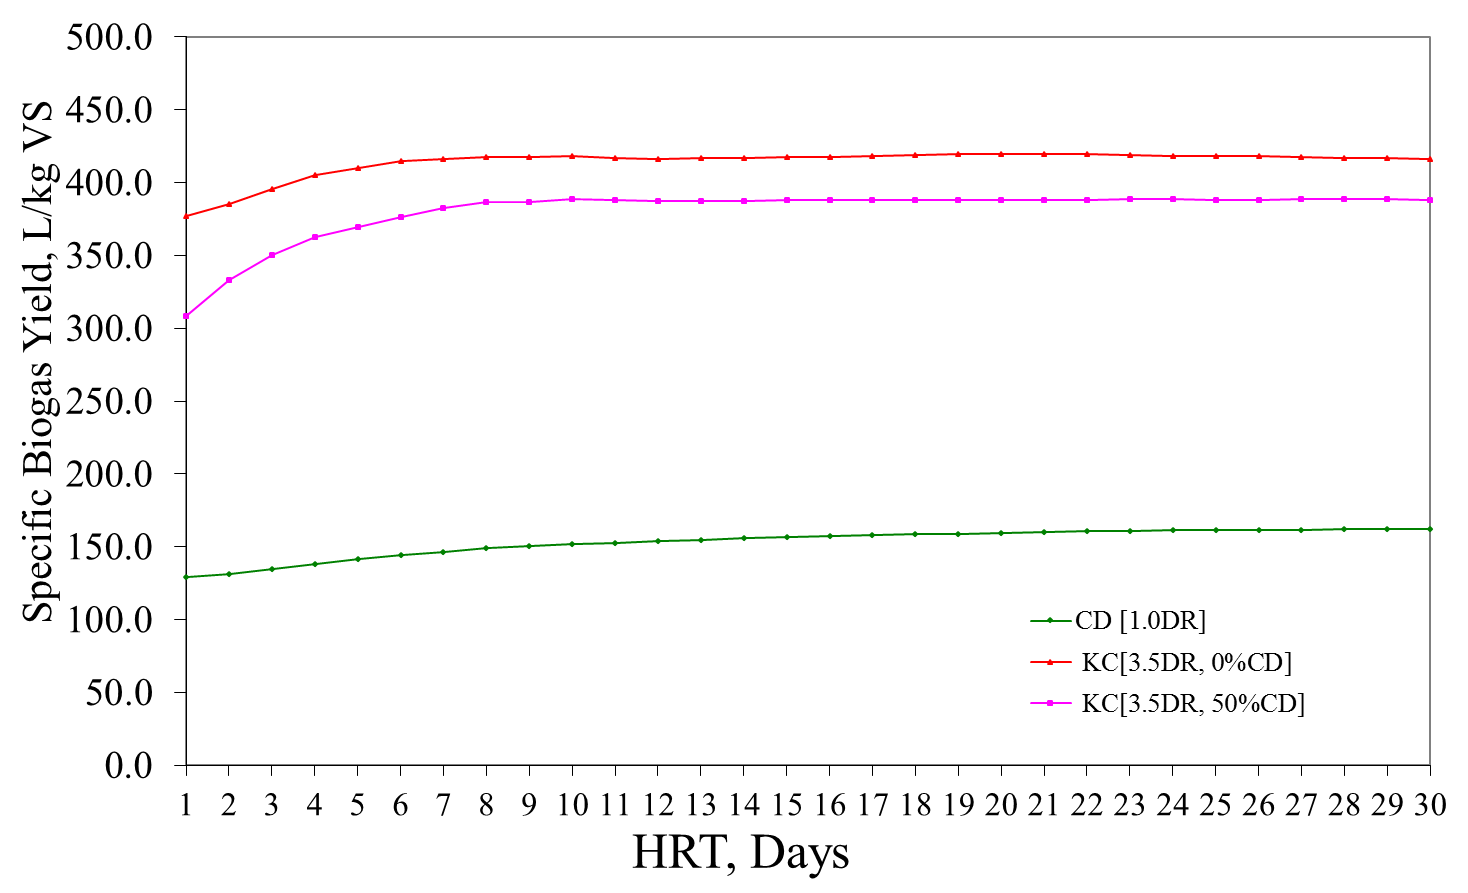 Specific Biogas Yield, L/kg VS
500.0
450.0
400.0
350.0
300.0
250.0
200.0
150.0
100.0
50.0
0.0
CD [1.0DR]
KC[3.5DR, 0%CD]
KC[3.5DR, 50%CD]
1 2 3 4 5 6 7 8 9 10 11 12 13 14 15 16 17 18 19 20 21 22 23 24 25 26 27 28 29 30
HRT, Days